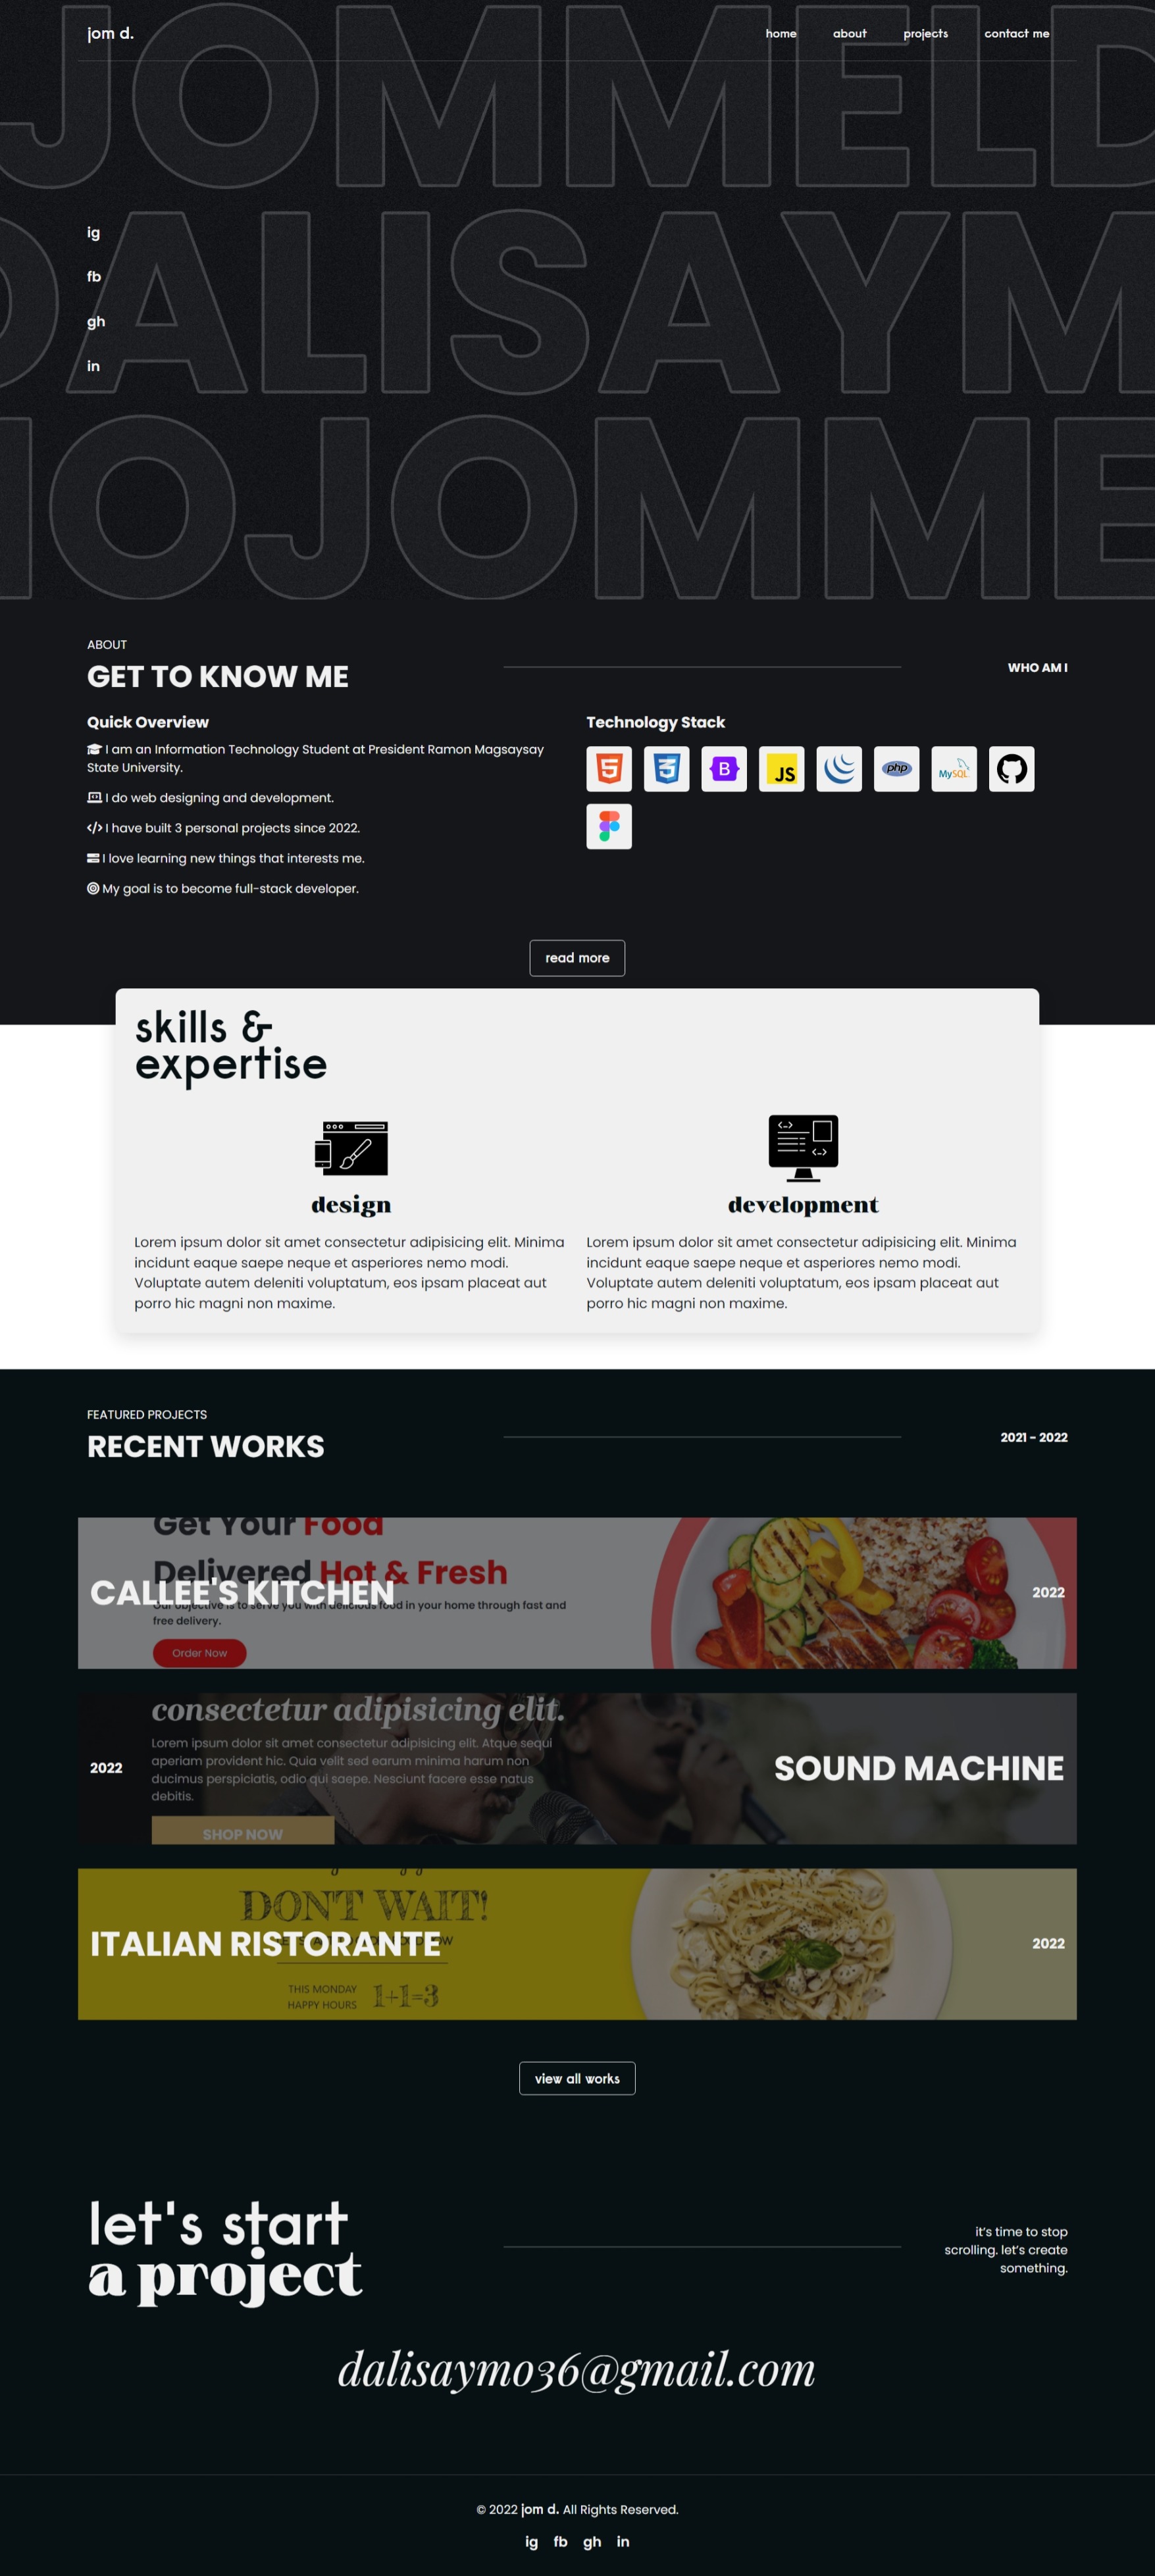 JOMMELD
jom d.
home about projects contact me
DALISAYM
ig
fb
gh
in
MOJOMME
ABOUT
GET TO KNOW ME
WHO AM I
Quick Overview
I am an Information Technology Student at President Ramon Magsaysay
State University.
I do web designing and development.
</> I have built 3 personal projects since 2022.
I love learning new things that interests me.
My goal is to become full-stack developer.
Technology Stack
5 3 B JS php MySQL
read more
skills &
expertise
design
Lorem ipsum dolor sit amet consectetur adipisicing elit. Minima
incidunt eaque saepe neque et asperiores nemo modi.
Voluptate autem deleniti voluptatum, eos ipsam placeat aut
porro hic magni non maxime.
development
Lorem ipsum dolor sit amet consectetur adipisicing elit. Minima
incidunt eaque saepe neque et asperiores nemo modi.
Voluptate autem deleniti voluptatum, eos ipsam placeat aut
porro hic magni non maxime.
FEATURED PROJECTS
RECENT WORKS
2021 - 2022
Get Your Food
Delivered Hot & Fresh
CALLEE'S KITCHEN
2022
Our objective is to serve you with delicious food in your home through fast and
free delivery.
Order Now
consectetur adipisicing elit.
Lorem ipsum dolor sit amet consectetur adipisicing elit. Atque sequi
aperiam provident hic. Quia velit sed earum minima harum non
ducimus perspiciatis, odio qui saepe. Nesciunt facere esse natus
debitis.
SHOP NOW
2022
SOUND MACHINE
DONT WAIT!
ITALIAN RISTORANTE
2022
THIS MONDAY
HAPPY HOURS
1+1=3
view all works
let's start
a project
it's time to stop
scrolling. let's create
something.
dalisaymo36@gmail.com
© 2022 jom d. All Rights Reserved.
ig fb gh in